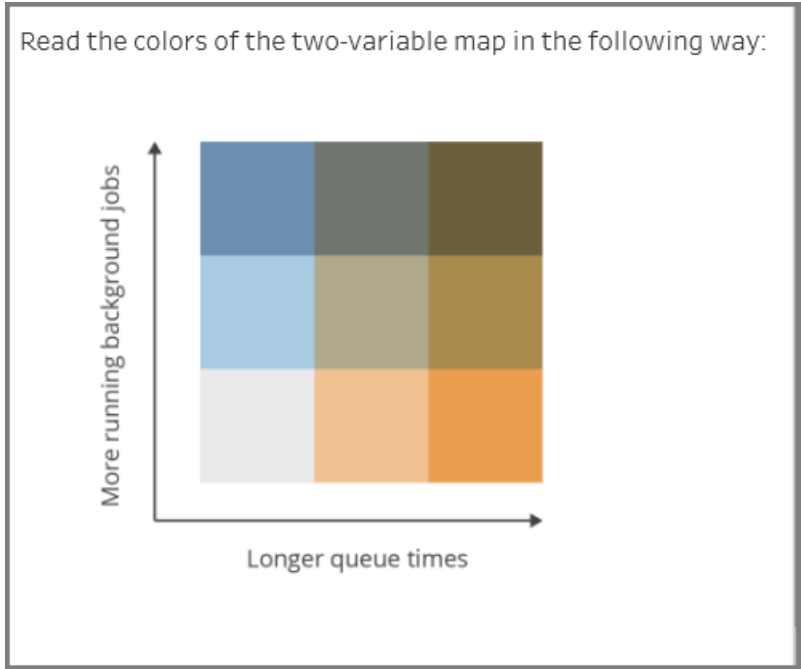 Read the colors of the two-variable map in the following way:
More running background jobs
Longer queue times